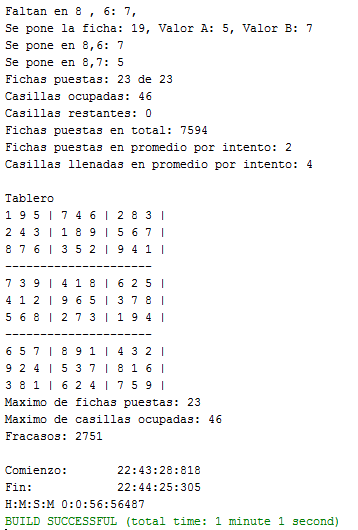 Faltan en 8 , 6: 7,
Se pone la ficha: 19, Valor A: 5, Valor B: 7
Se pone en 8,6: 7
Se pone en 8,7: 5
Fichas puestas: 23 de 23
Casillas ocupadas: 46
Casillas restantes: 0
Fichas puestas en total: 7594
Fichas puestas en promedio por intento: 2
Casillas llenadas en promedio por intento: 4
Tablero
1 9 5 | 7 4 6 | 2 8 3 |
2 4 3 | 1 8 9 | 5 6 7 |
8 7 6 | 3 5 2 | 9 4 1 |
---------------------
7 3 9 | 4 1 8 | 6 2 5 |
4 1 2 | 9 6 5 | 3 7 8 |
5 6 8 | 2 7 3 | 1 9 4 |
---------------------
6 5 7 | 8 9 1 | 4 3 2 |
9 2 4 | 5 3 7 | 8 1 6 |
3 8 1 | 6 2 4 | 7 5 9 |
Maximo de fichas puestas: 23
Maximo de casillas ocupadas: 46
Fracasos: 2751
Comienzo: 22:43:28:818
Fin: 22:44:25:305
H:M:S:M 0:0:56:56487
BUILD SUCCESSFUL (total time: 1 minute 1 second)